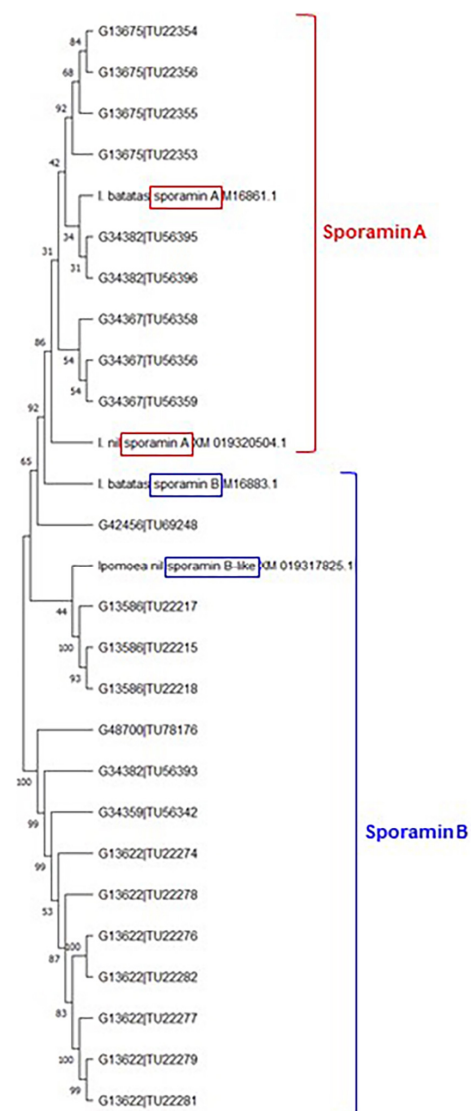 84
G13675|TU22354
68
G13675|TU22356
92
G13675|TU22355
42
G13675|TU22353
I. batatas sporamin A M16861.1
34
G34382|TU56395
Sporamin A
31
31
G34382|TU56396
G34367|TU56358
86
54
G34367|TU56356
54
G34367|TU56359
92
I. nil sporamin A XM 019320504.1
65
I. batatas sporamin B M16883.1
G42456|TU69248
Ipomoea nil sporamin B-like XM 019317825.1
44
G13586|TU22217
100
G13586|TU22215
93
G13586|TU22218
G48700|TU78176
100
G34382|TU56393
99
G34359|TU56342
Sporamin B
99
G13622|TU22274
53
G13622|TU22278
87
100
G13622|TU22276
G13622|TU22282
83
G13622|TU22277
100
G13622|TU22279
99
G13622|TU22281